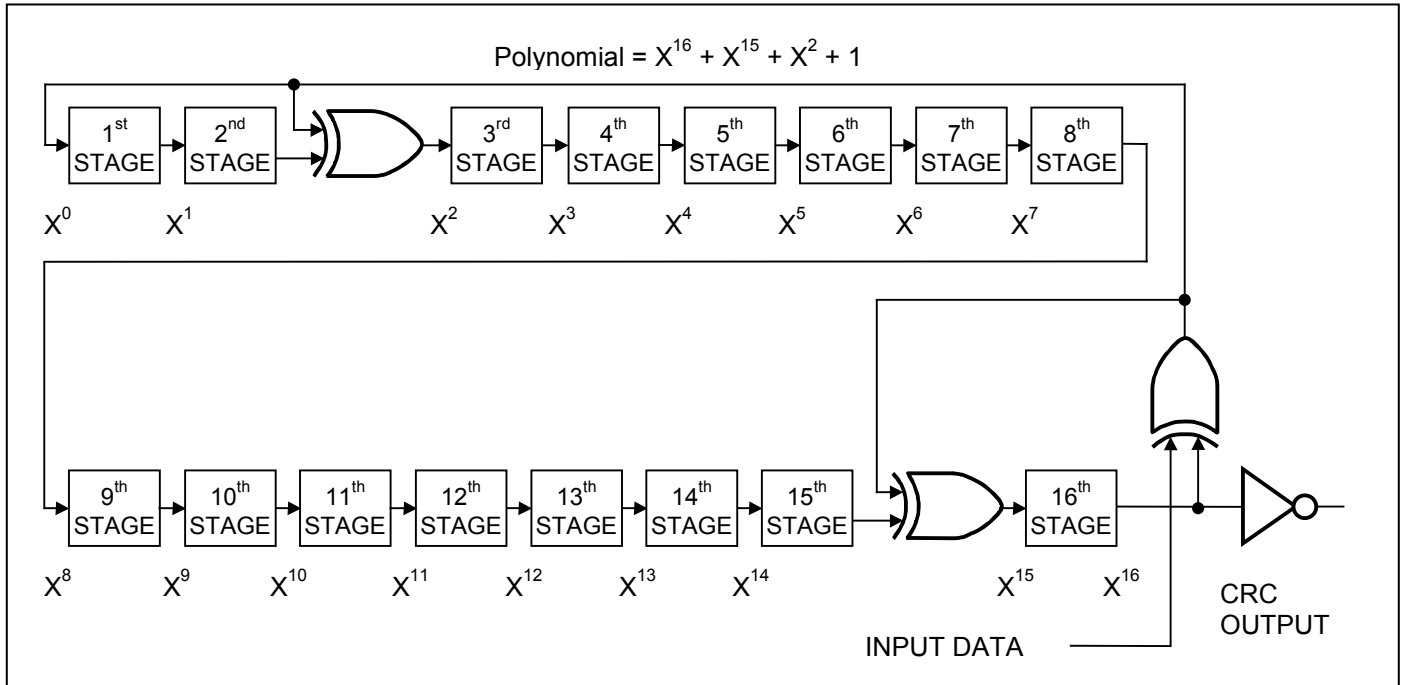 Polynomial = X¹⁶ + X¹⁵ + X² + 1
1ˢᵗ STAGE
2ⁿᵈ STAGE
3ʳᵈ STAGE
4ᵗʰ STAGE
5ᵗʰ STAGE
6ᵗʰ STAGE
7ᵗʰ STAGE
8ᵗʰ STAGE
X⁰ X¹ X² X³ X⁴ X⁵ X⁶ X⁷
9ᵗʰ STAGE
10ᵗʰ STAGE
11ᵗʰ STAGE
12ᵗʰ STAGE
13ᵗʰ STAGE
14ᵗʰ STAGE
15ᵗʰ STAGE
16ᵗʰ STAGE
X⁸ X⁹ X¹⁰ X¹¹ X¹² X¹³ X¹⁴ X¹⁵ X¹⁶
CRC
OUTPUT
INPUT DATA